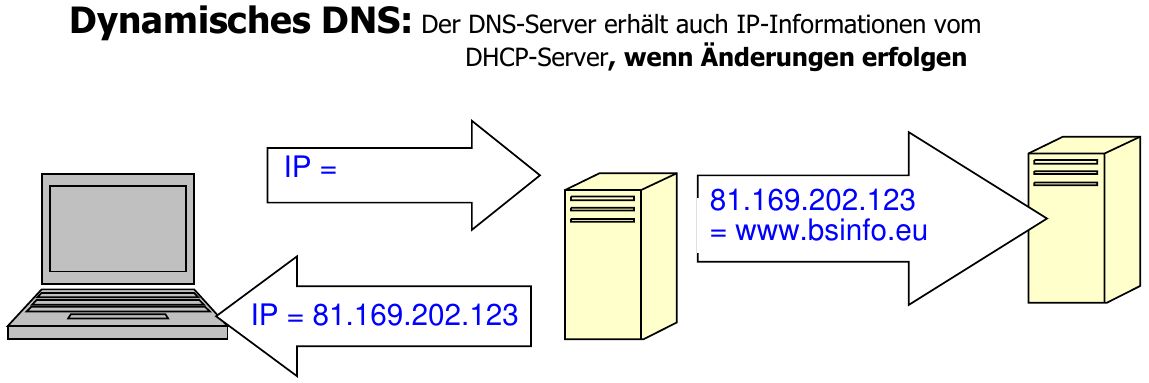 Dynamisches DNS: Der DNS-Server erhält auch IP-Informationen vom
DHCP-Server, wenn Änderungen erfolgen
IP =
81.169.202.123
= www.bsinfo.eu
IP = 81.169.202.123